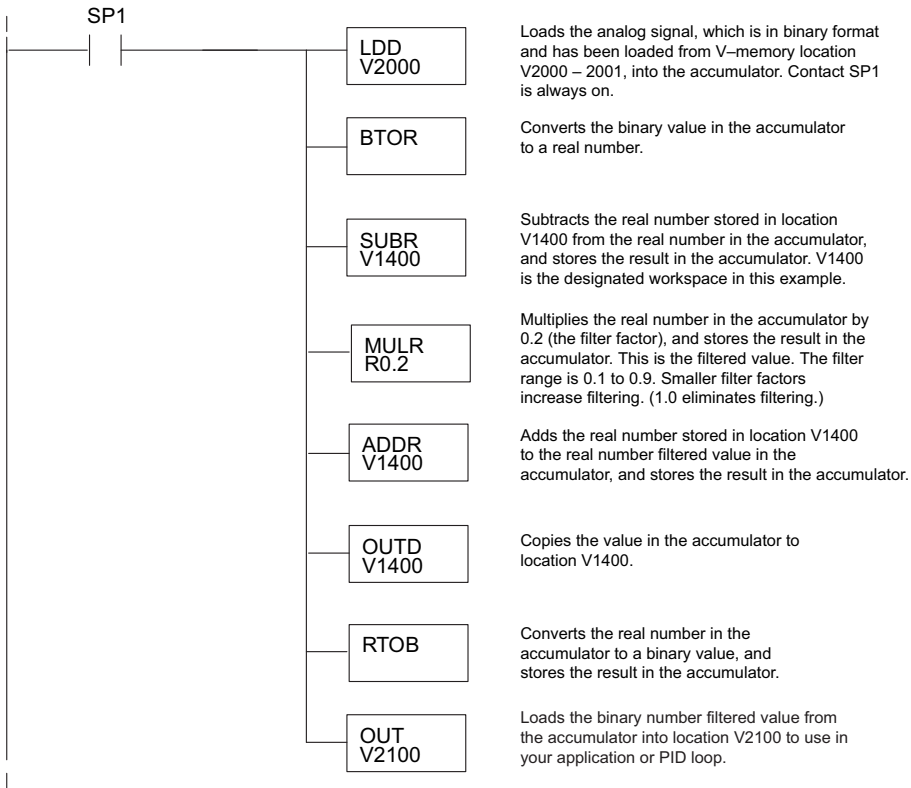 SP1
LDD
V2000
Loads the analog signal, which is in binary format
and has been loaded from V–memory location
V2000 – 2001, into the accumulator. Contact SP1
is always on.
BTOR
Converts the binary value in the accumulator
to a real number.
SUBR
V1400
Subtracts the real number stored in location
V1400 from the real number in the accumulator,
and stores the result in the accumulator. V1400
is the designated workspace in this example.
MULR
R0.2
Multiplies the real number in the accumulator by
0.2 (the filter factor), and stores the result in the
accumulator. This is the filtered value. The filter
range is 0.1 to 0.9. Smaller filter factors
increase filtering. (1.0 eliminates filtering.)
ADDR
V1400
Adds the real number stored in location V1400
to the real number filtered value in the
accumulator, and stores the result in the accumulator.
OUTD
V1400
Copies the value in the accumulator to
location V1400.
RTOB
Converts the real number in the
accumulator to a binary value, and
stores the result in the accumulator.
OUT
V2100
Loads the binary number filtered value from
the accumulator into location V2100 to use in
your application or PID loop.